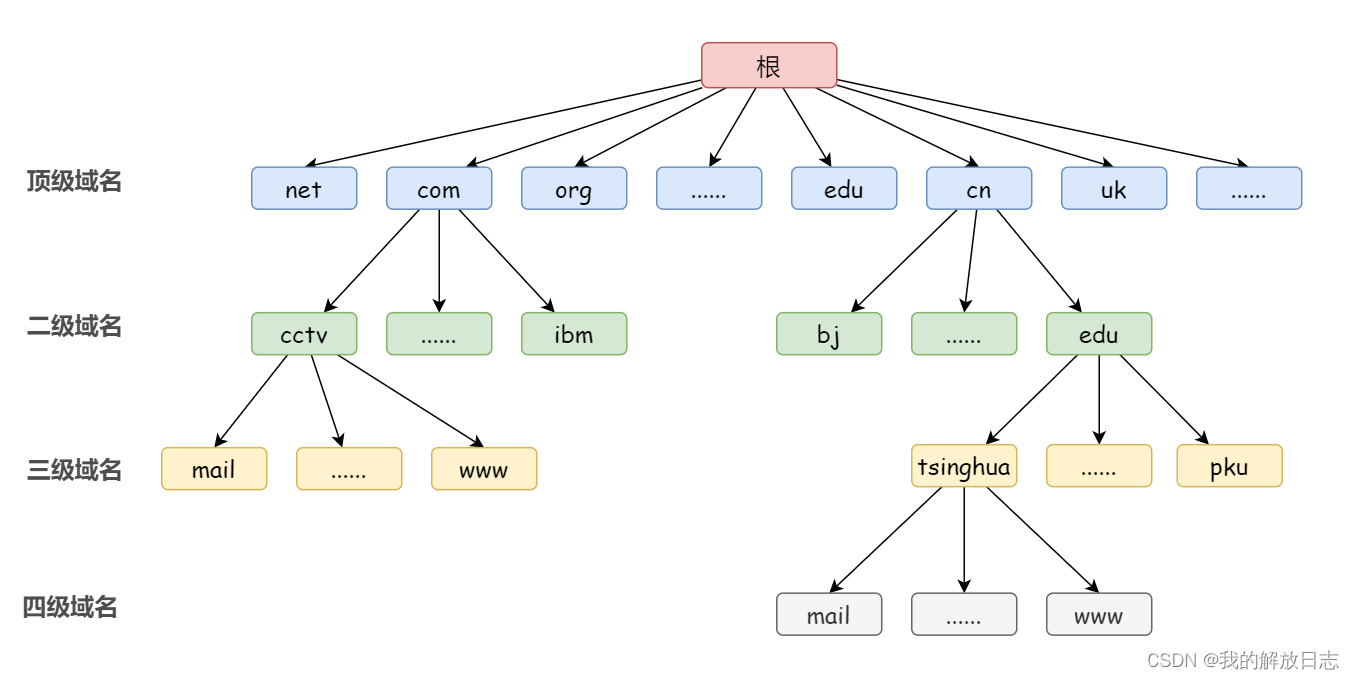 根
顶级域名 net com org ...... edu cn uk ......
二级域名 cctv ...... ibm bj ...... edu
三级域名 mail ...... www tsinghua ...... pku
四级域名 mail ...... www
CSDN @我的解放日志